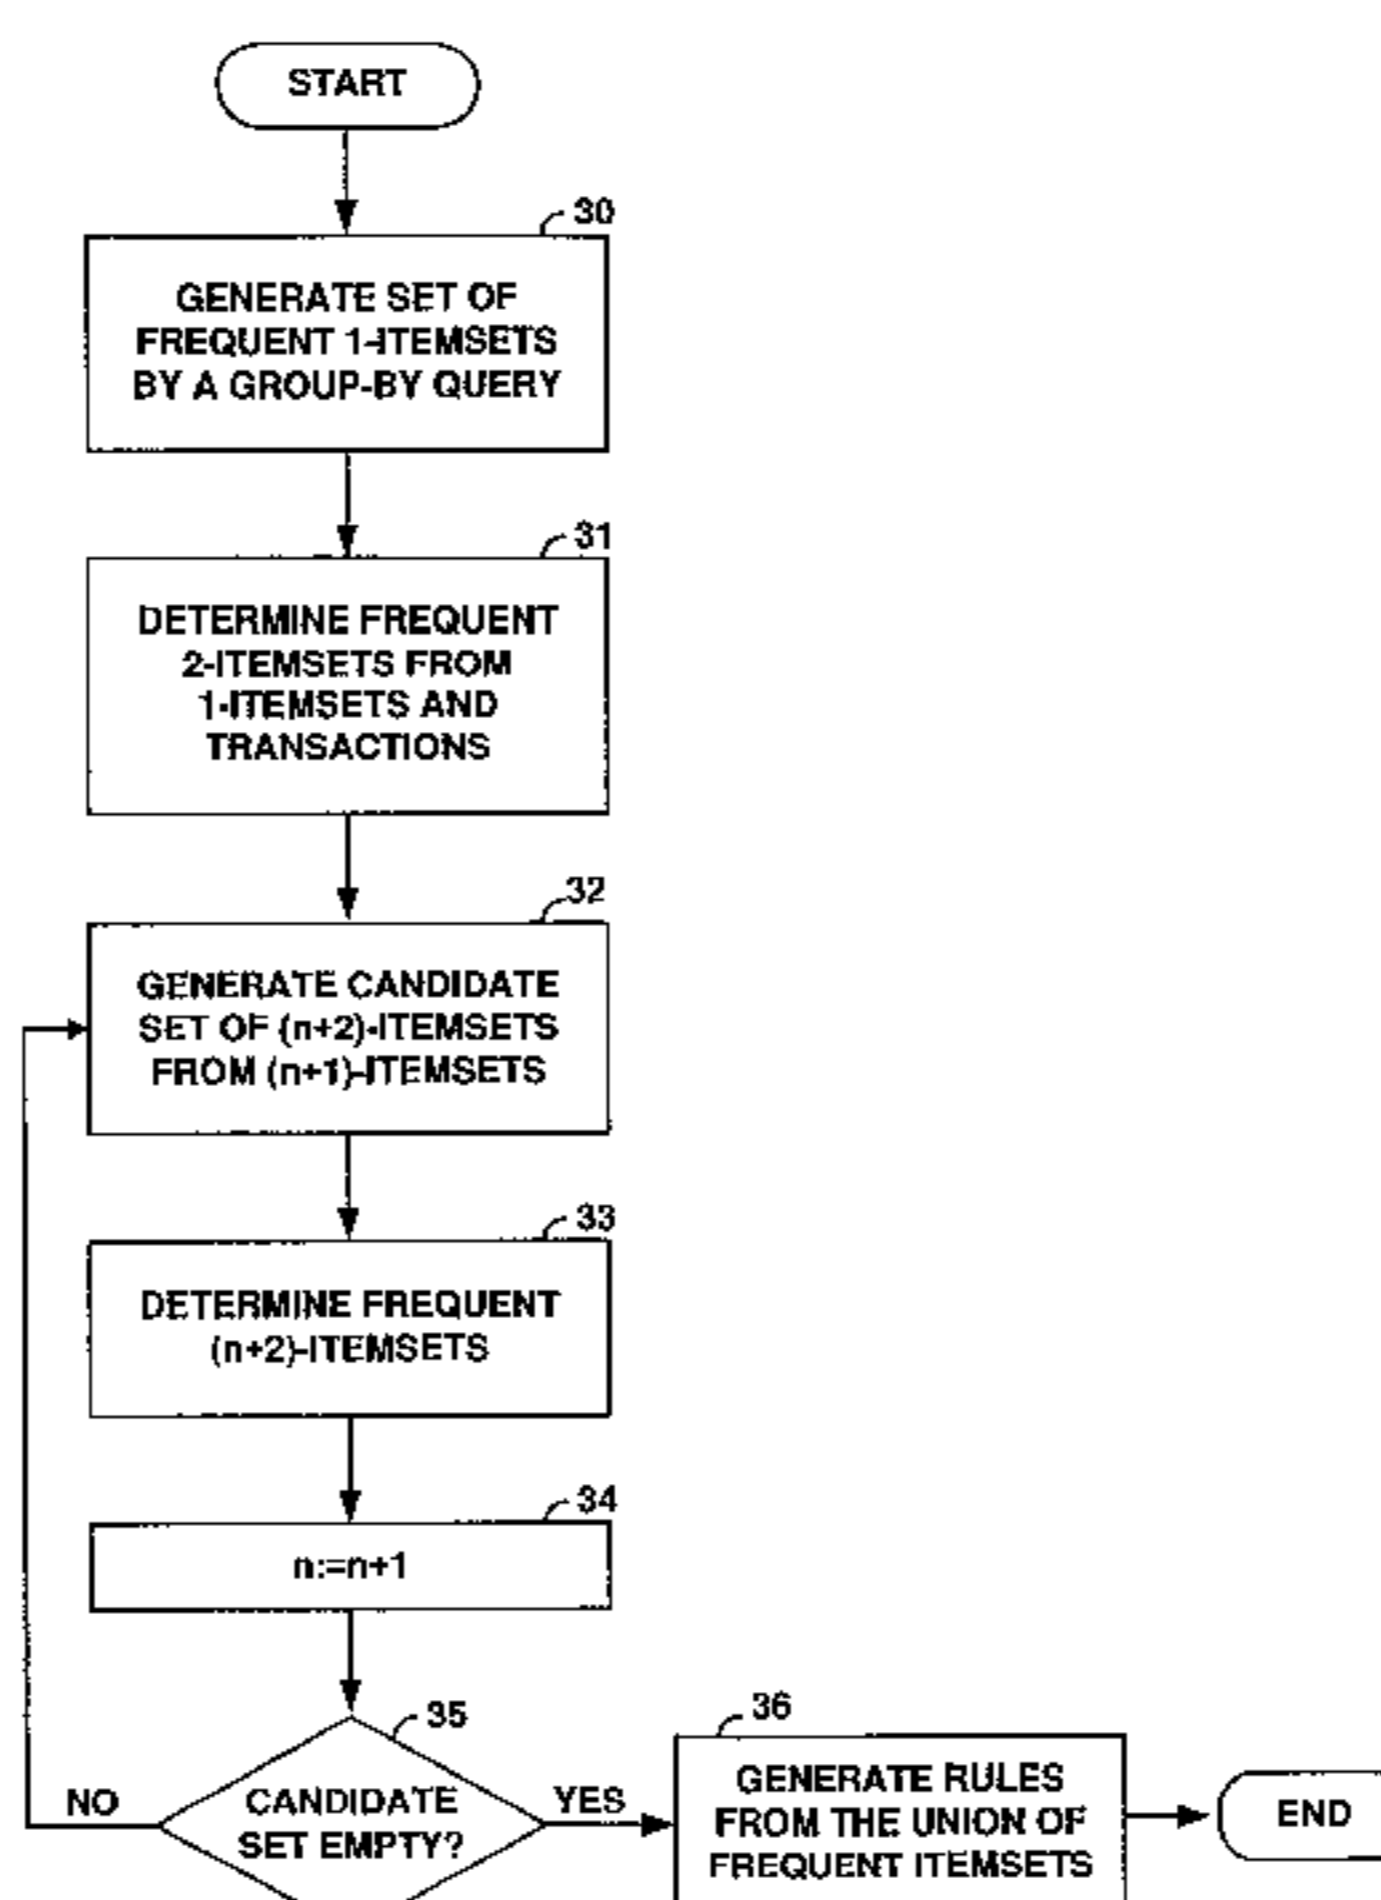 START
30
GENERATE SET OF
FREQUENT 1-ITEMSETS
BY A GROUP-BY QUERY
31
DETERMINE FREQUENT
2-ITEMSETS FROM
1-ITEMSETS AND
TRANSACTIONS
32
GENERATE CANDIDATE
SET OF (n+2)-ITEMSETS
FROM (n+1)-ITEMSETS
33
DETERMINE FREQUENT
(n+2)-ITEMSETS
34
n:=n+1
35
CANDIDATE
SET EMPTY?
NO
YES
36
GENERATE RULES
FROM THE UNION OF
FREQUENT ITEMSETS
END